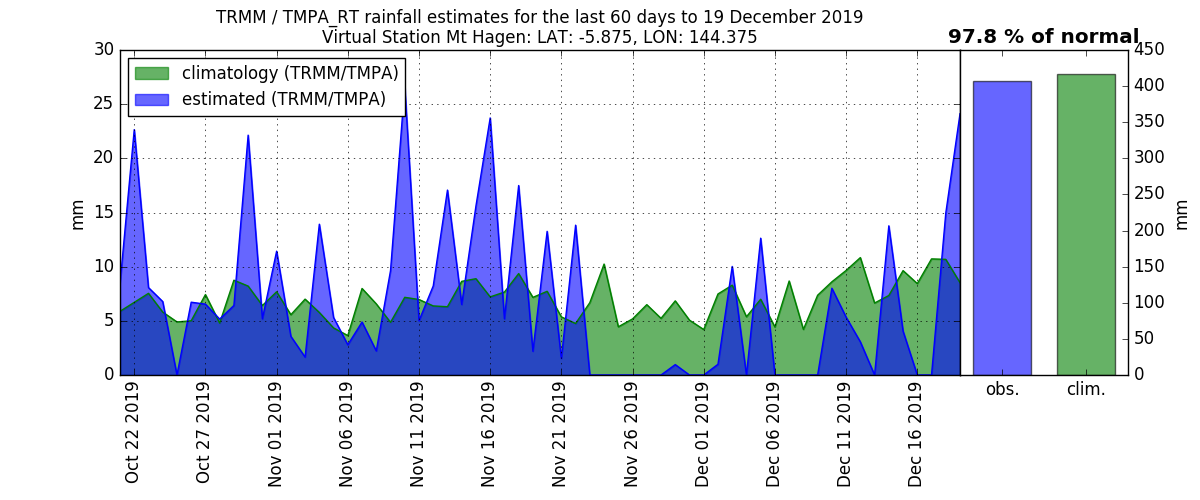 TRMM / TMPA_RT rainfall estimates for the last 60 days to 19 December 2019
Virtual Station Mt Hagen: LAT: -5.875, LON: 144.375
97.8 % of normal
climatology (TRMM/TMPA)
estimated (TRMM/TMPA)
30
25
20
15
10
5
0
mm
450
400
350
300
250
200
150
100
50
0
mm
Oct 22 2019
Oct 27 2019
Nov 01 2019
Nov 06 2019
Nov 11 2019
Nov 16 2019
Nov 21 2019
Nov 26 2019
Dec 01 2019
Dec 06 2019
Dec 11 2019
Dec 16 2019
obs.
clim.